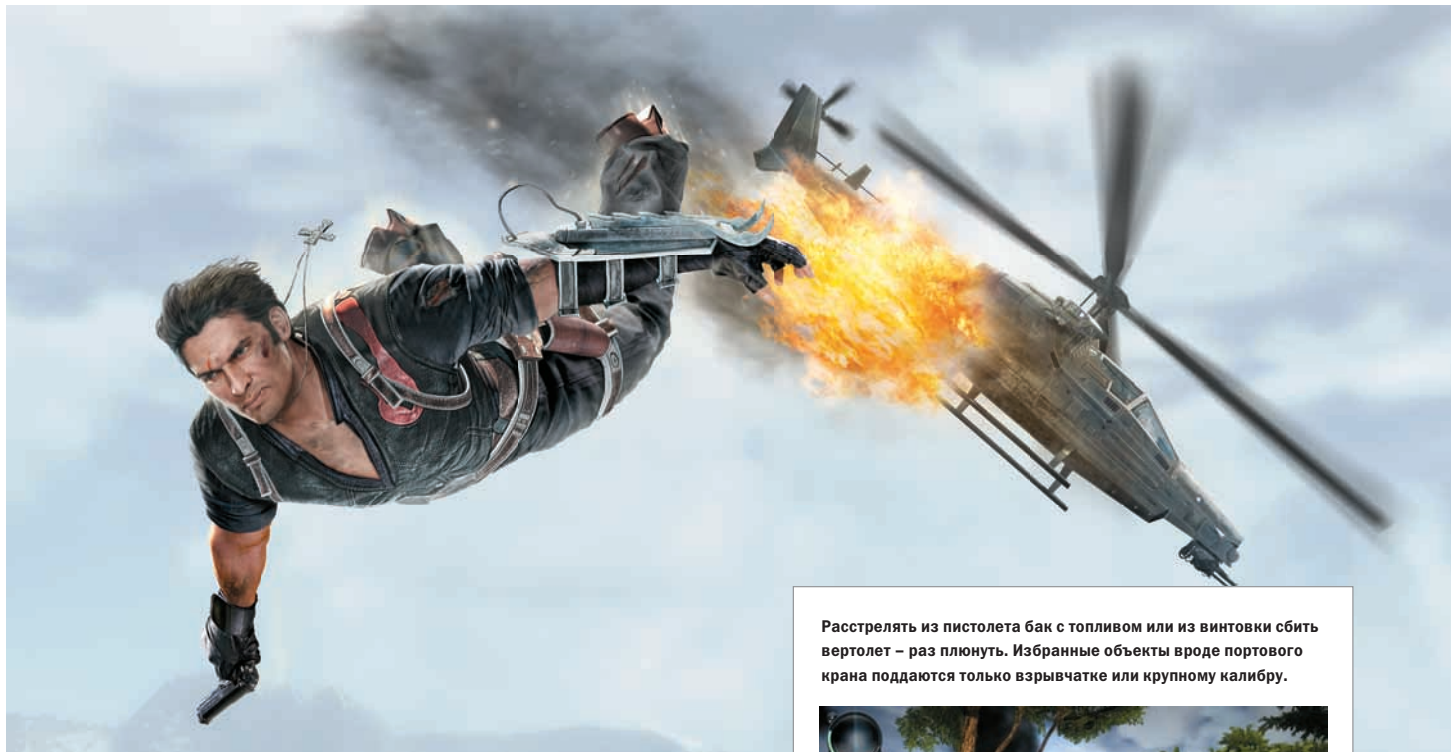 Расстрелять из пистолета бак с топливом или из винтовки сбить
вертолет – раз плюнуть. Избранные объекты вроде портового
крана поддаются только взрывчатке или крупному калибру.